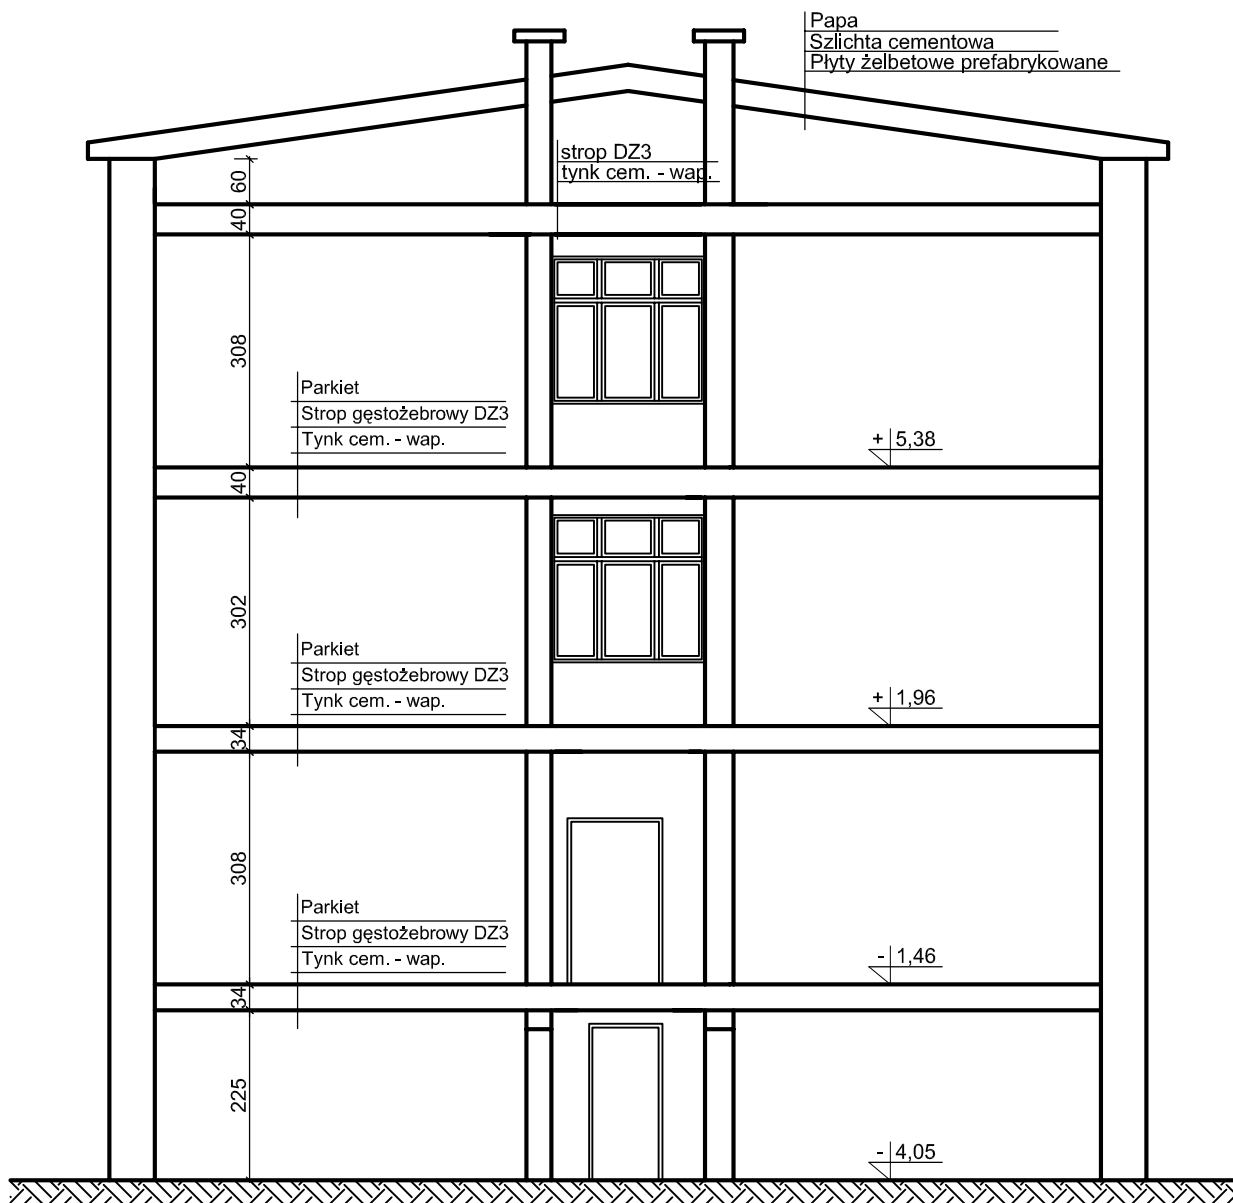 Papa
Szlichta cementowa
Płyty żelbetowe prefabrykowane
strop DZ3
tynk cem. - wap.
60
40
308
Parkiet
Strop gęstożebrowy DZ3
Tynk cem. - wap.
+ 5,38
40
302
Parkiet
Strop gęstożebrowy DZ3
Tynk cem. - wap.
+ 1,96
34
308
Parkiet
Strop gęstożebrowy DZ3
Tynk cem. - wap.
- 1,46
34
225
- 4,05